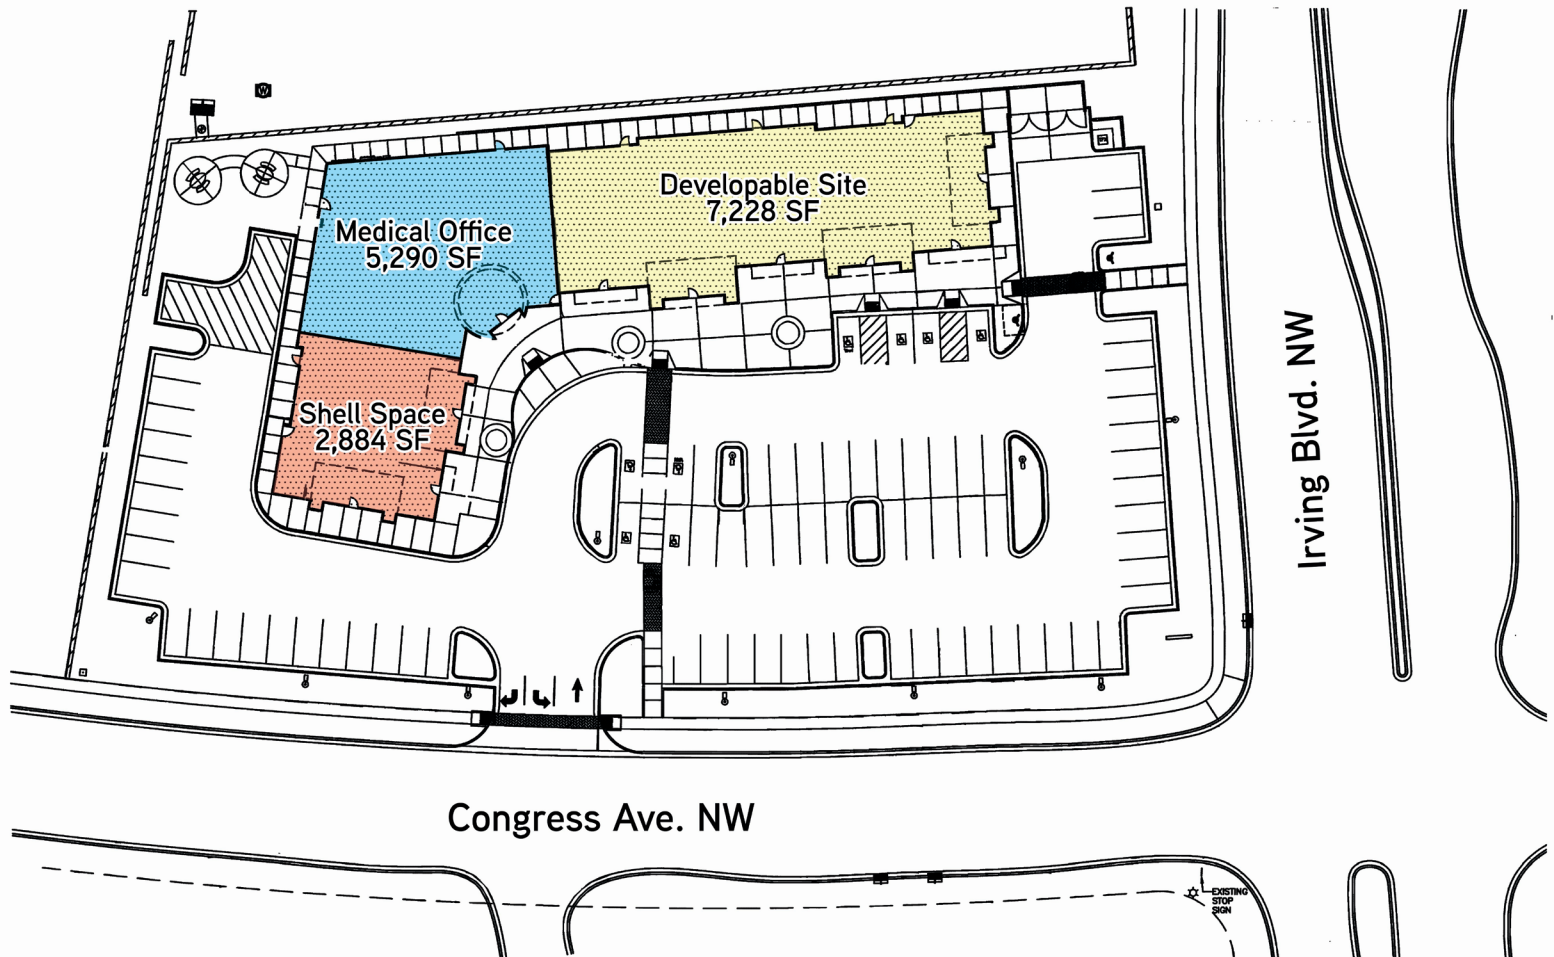 Developable Site
7,228 SF
Medical Office
5,290 SF
Shell Space
2,884 SF
Irving Blvd. NW
Congress Ave. NW
EXISTING
STOP
SIGN